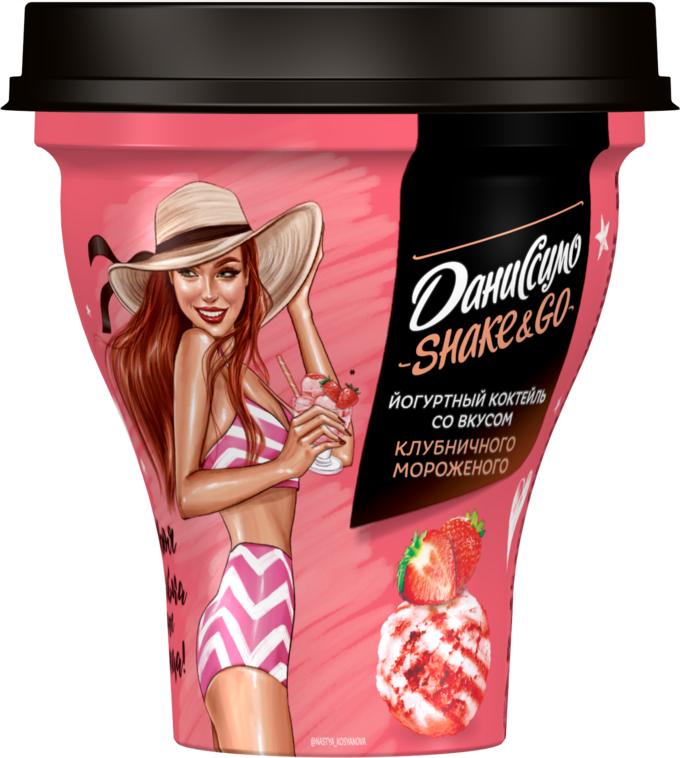 Даниссимо
SHAKE&GO
ЙОГУРТНЫЙ КОКТЕЙЛЬ
СО ВКУСОМ
КЛУБНИЧНОГО
МОРОЖЕНОГО
@NASTYA_KOSYANOVA